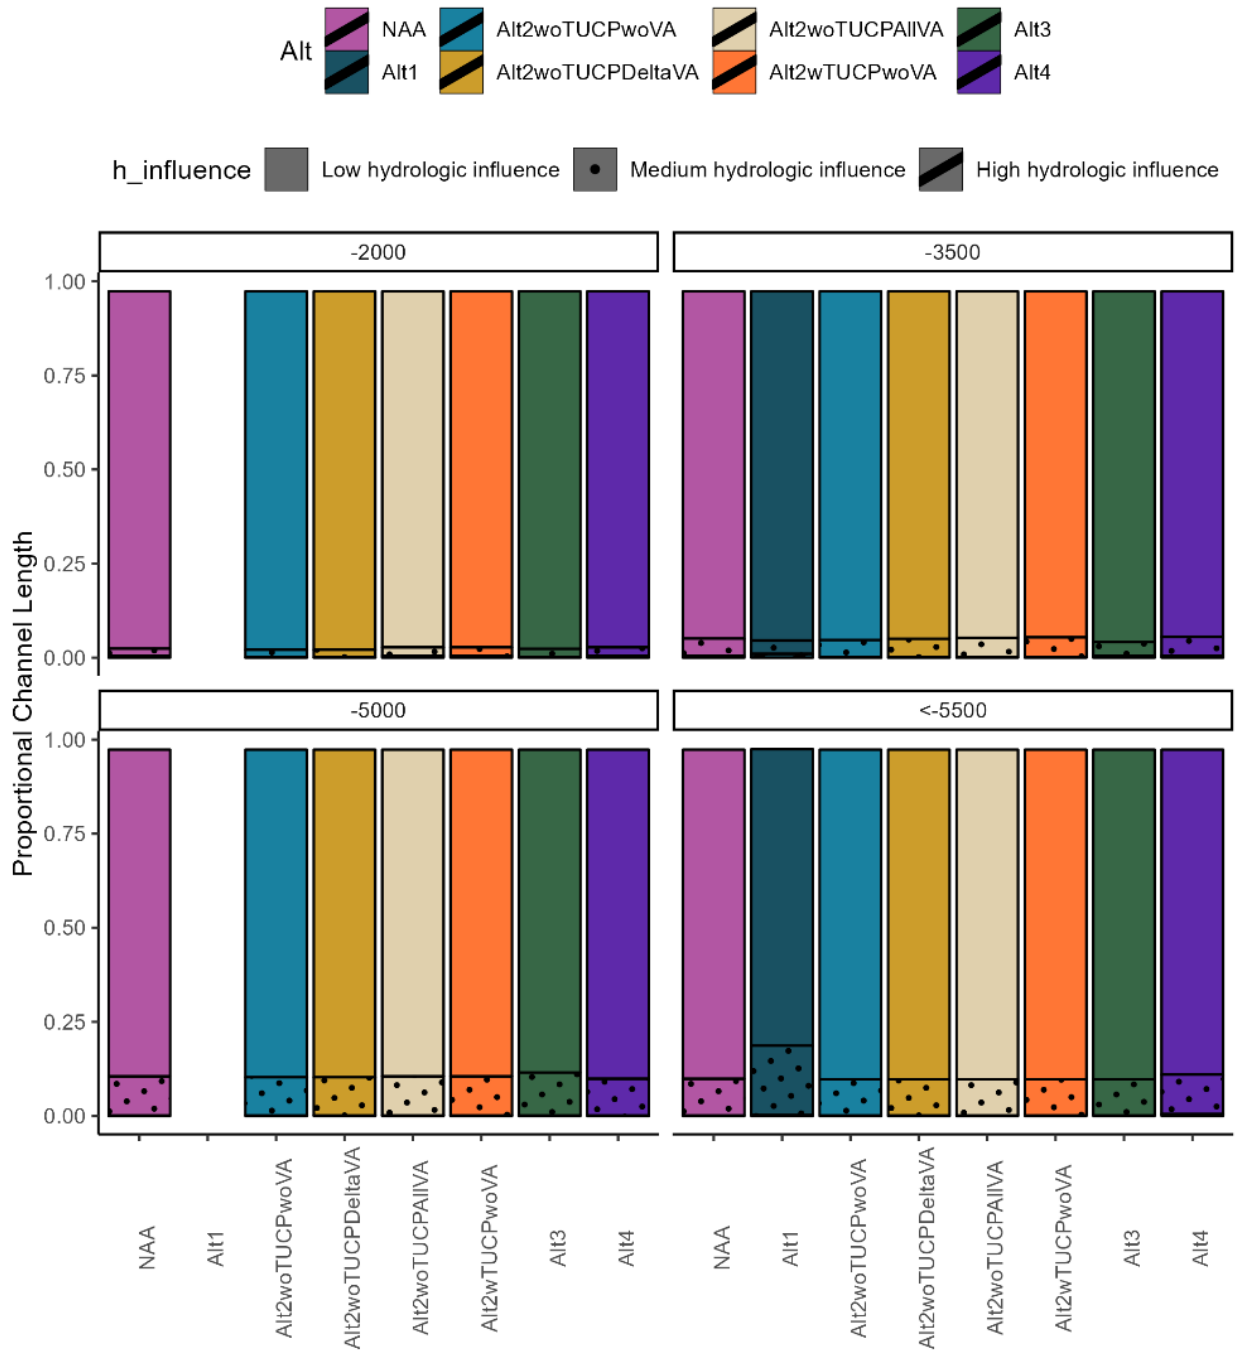 Alt
NAA
Alt2woTUCPwoVA
Alt2woTUCPAllVA
Alt3
Alt1
Alt2woTUCPDeltaVA
Alt2wTUCPwoVA
Alt4
h_influence
Low hydrologic influence
Medium hydrologic influence
High hydrologic influence
-2000
-3500
1.00
0.75
0.50
0.25
0.00
-5000
<-5500
1.00
0.75
0.50
0.25
0.00
Proportional Channel Length
NAA
Alt1
Alt2woTUCPwoVA
Alt2woTUCPDeltaVA
Alt2woTUCPAllVA
Alt2wTUCPwoVA
Alt3
Alt4
NAA
Alt1
Alt2woTUCPwoVA
Alt2woTUCPDeltaVA
Alt2woTUCPAllVA
Alt2wTUCPwoVA
Alt3
Alt4